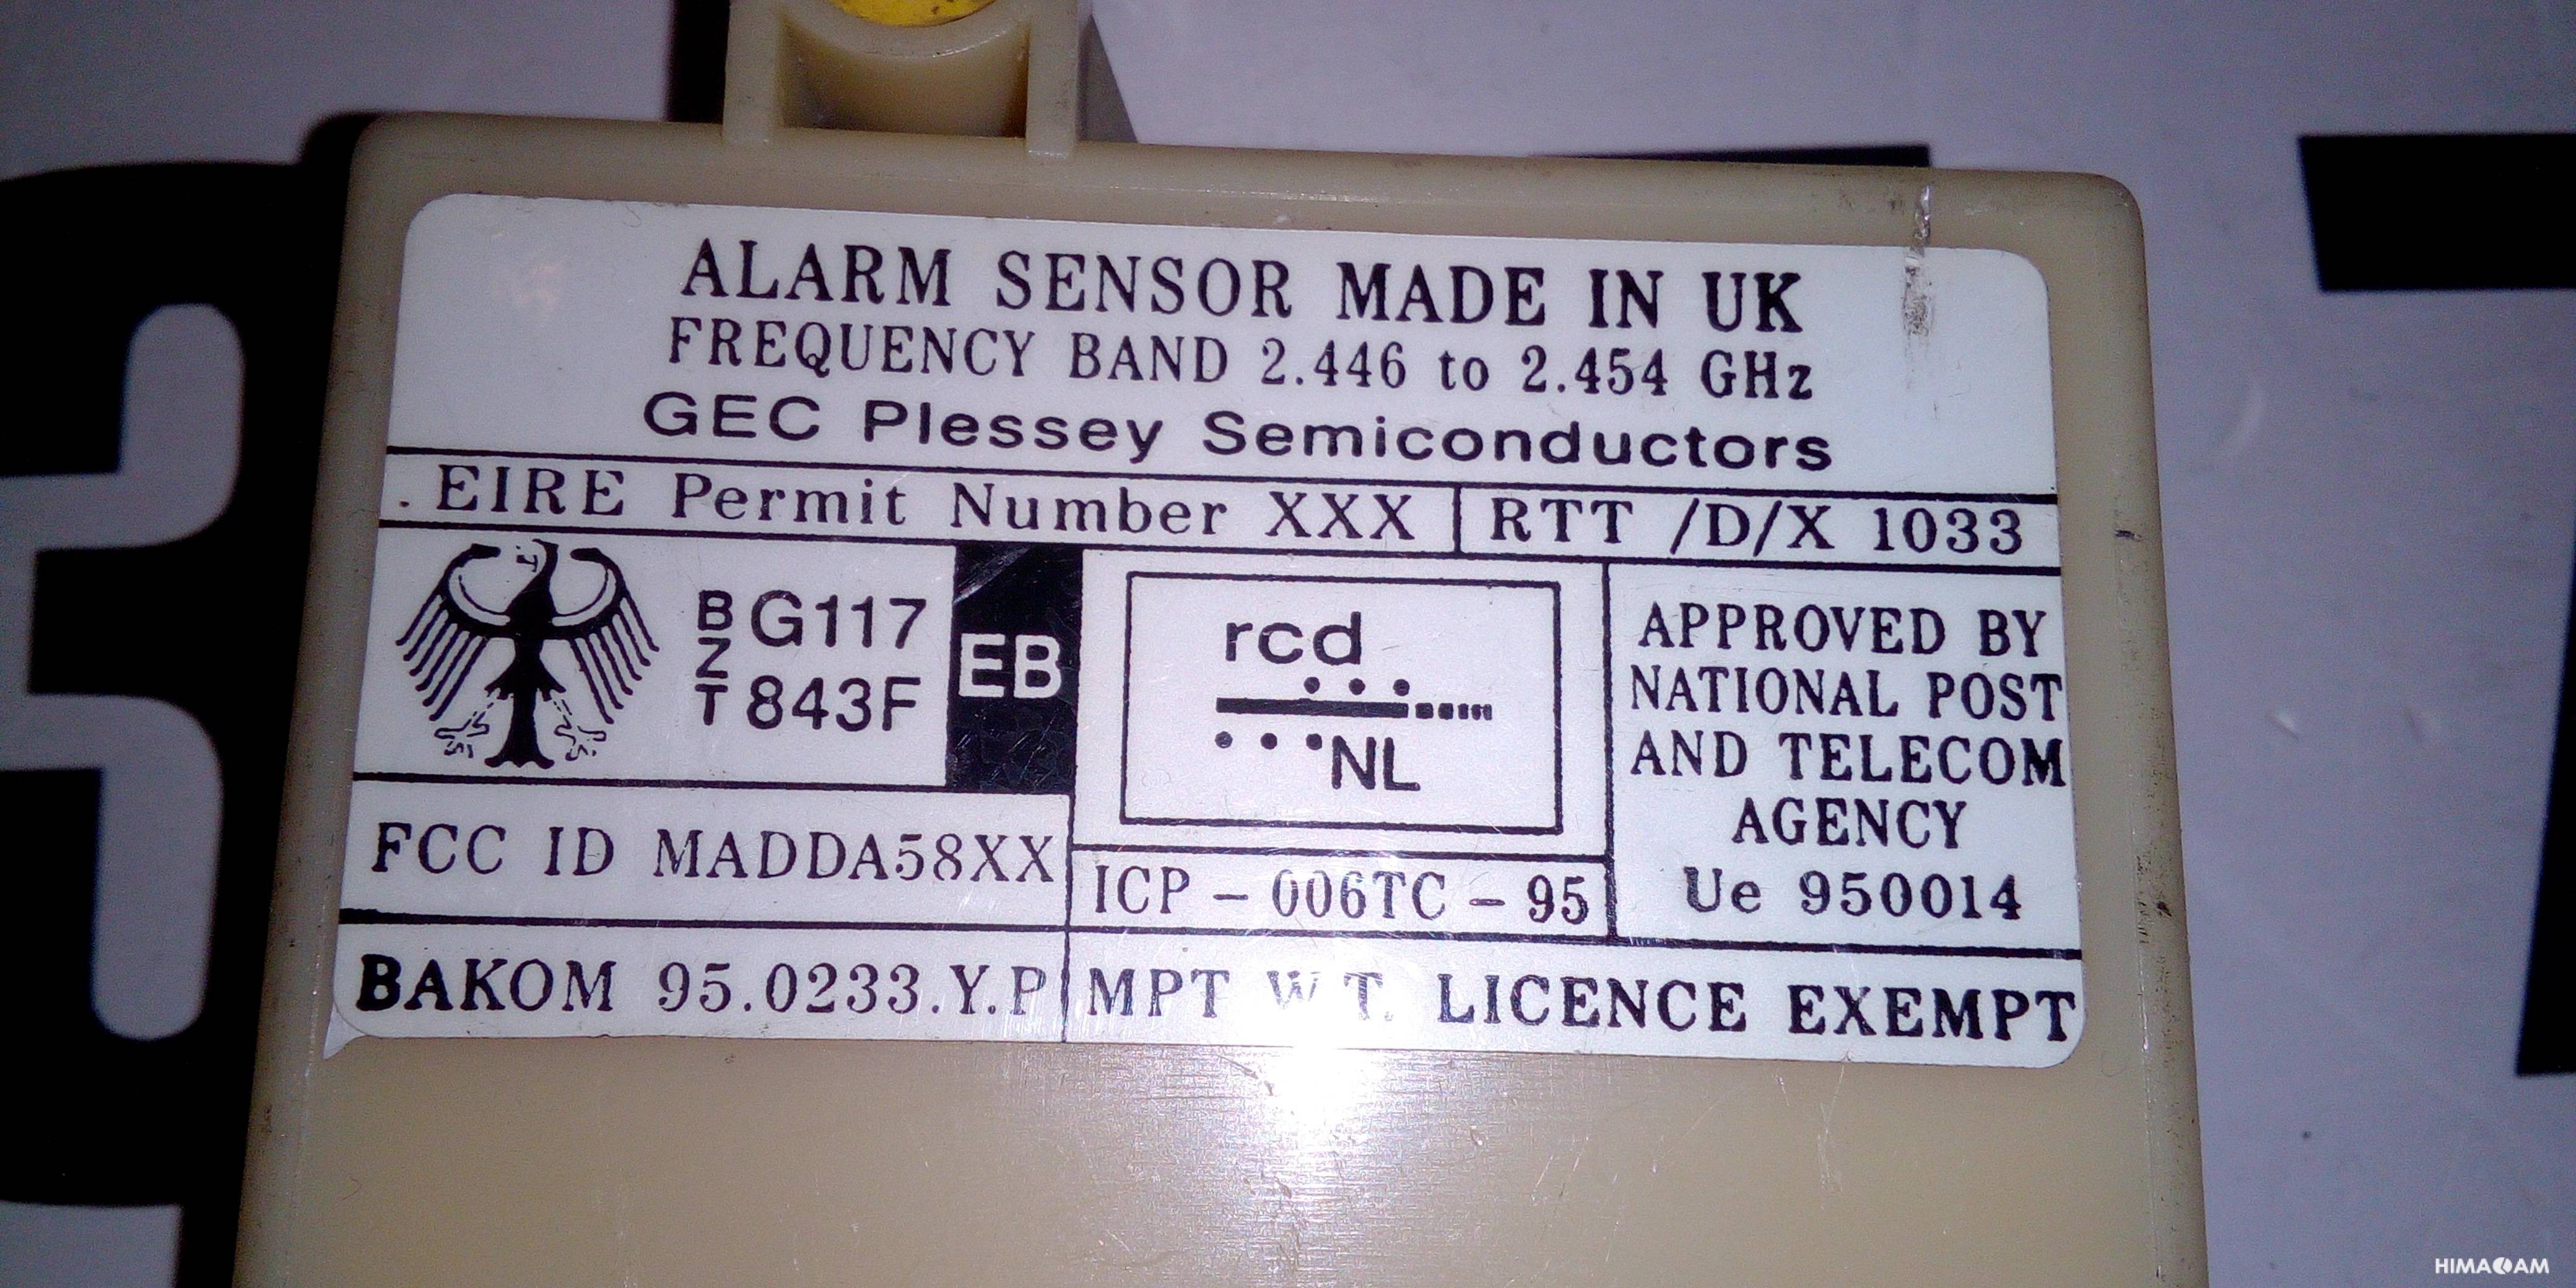 ALARM SENSOR MADE IN UK
FREQUENCY BAND 2.446 to 2.454 GHz
GEC Plessey Semiconductors
. EIRE Permit Number XXX
RTT /D/X 1033
BZT
G117
843F
EB
rcd
NL
APPROVED BY
NATIONAL POST
AND TELECOM
AGENCY
Ue 950014
FCC ID MADDA58XX
ICP - 006TC - 95
BAKOM 95.0233.Y.P
MPT W.T. LICENCE EXEMPT
HIMAKAM